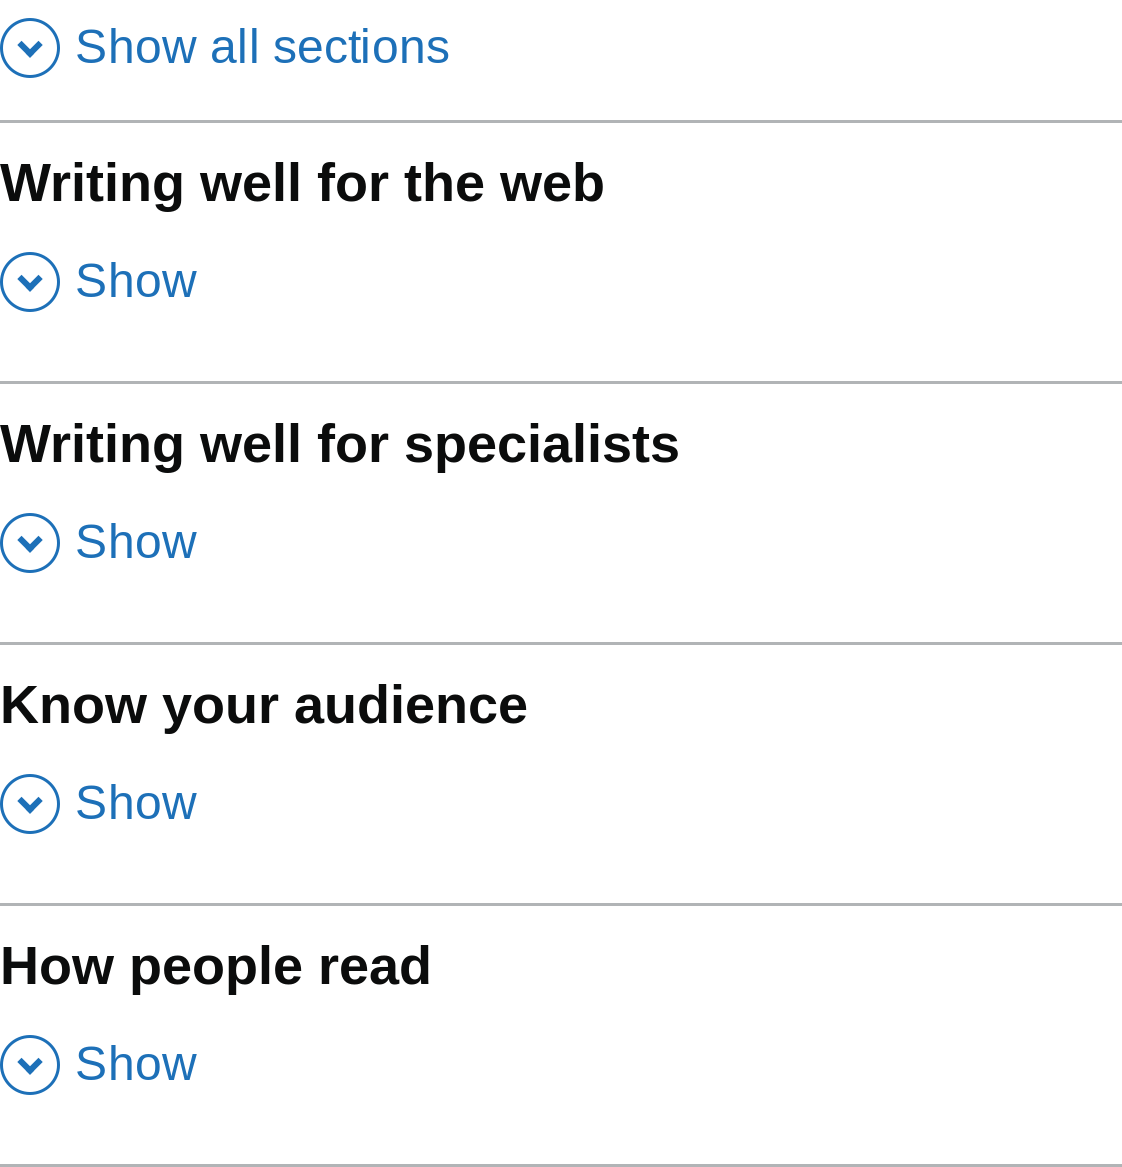 Show all sections
Writing well for the web
Show
Writing well for specialists
Show
Know your audience
Show
How people read
Show